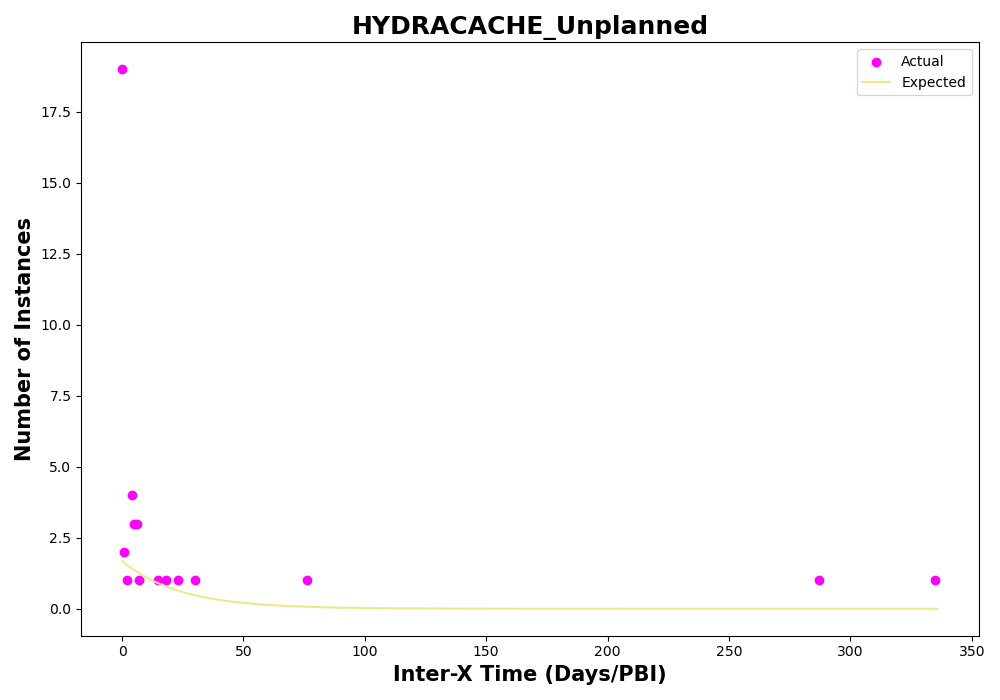 HYDRACACHE_Unplanned
Actual
Expected
Number of Instances
17.5
15.0
12.5
10.0
7.5
5.0
2.5
0.0
0 50 100 150 200 250 300 350
Inter-X Time (Days/PBI)